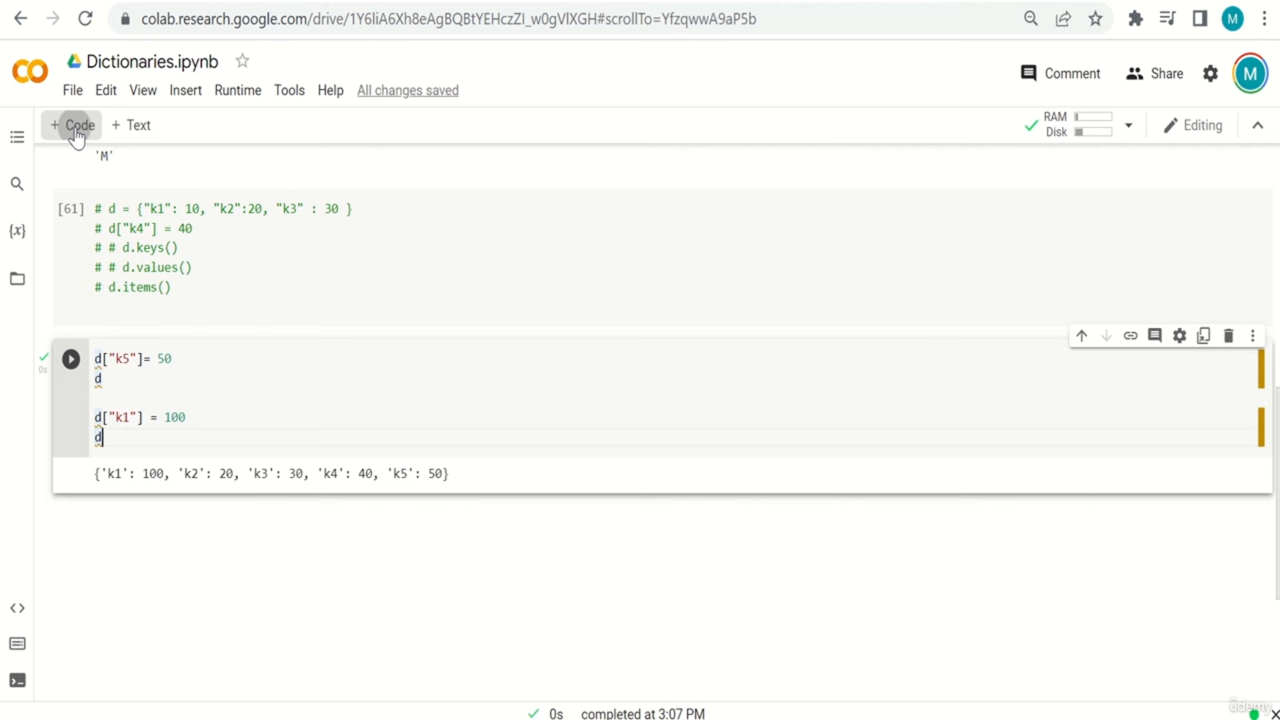 colab.research.google.com/drive/1Y6liA6Xh8eAgBQBtYEHczZI_w0gVlXGH#scrollTo=YfzqwwA9aP5b
M
CO
Dictionaries.ipynb
Comment
Share
M
File Edit View Insert Runtime Tools Help All changes saved
+ Code + Text
RAM
Disk
Editing
'M'
{x}
[61] # d = {"k1": 10, "k2":20, "k3" : 30 }
# d["k4"] = 40
# # d.keys()
# # d.values()
# d.items()
d["k5"]= 50
d
0s
d["k1"] = 100
d
{'k1': 100, 'k2': 20, 'k3': 30, 'k4': 40, 'k5': 50}
0s completed at 3:07 PM
Udemy